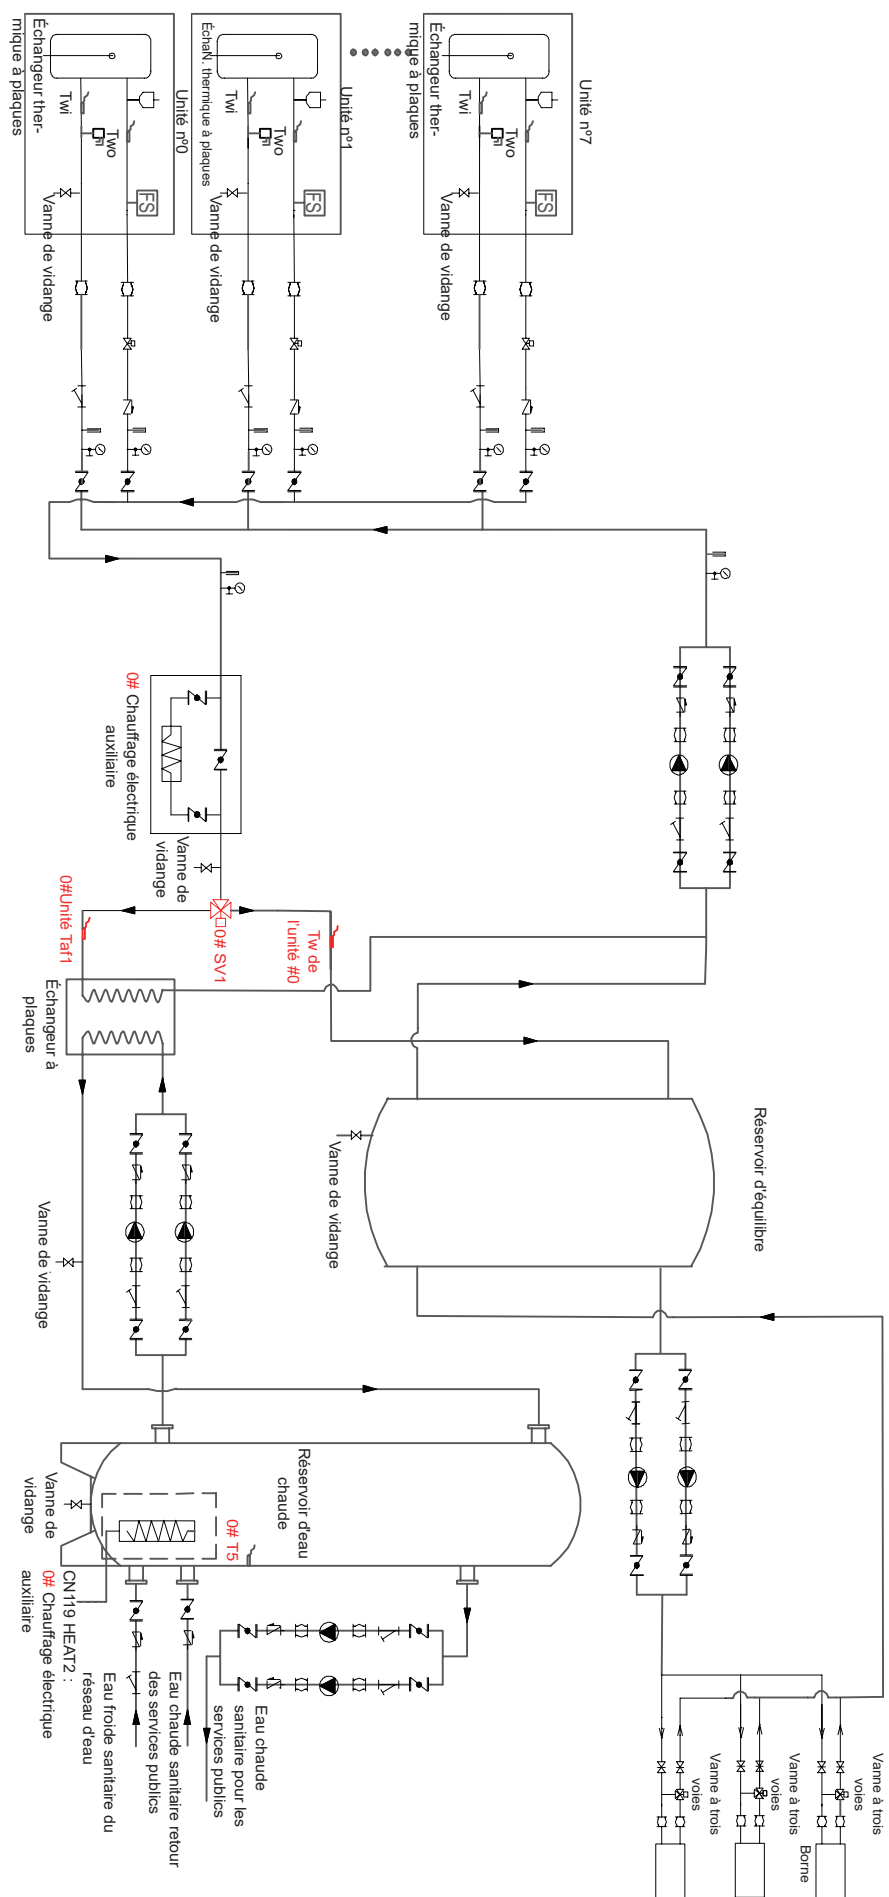 Unité nº7
Échangeur ther-
mique à plaques
Twi
Two
FS
Vanne de vidange
Unité nº1
ÉchaN. thermique à plaques
Twi
Two
FS
Vanne de vidange
Unité nº0
Échangeur ther-
mique à plaques
Twi
Two
FS
Vanne de vidange
0# Chauffage électrique
auxiliaire
Vanne de
vidange
0# SV1
Tw de
l'unité #0
0#Unité Taf1
Échangeur à
plaques
Réservoir d'équilibre
Vanne de vidange
Vanne de vidange
Réservoir d'eau
chaude
0# T5
Vanne de
vidange
CN119 HEAT2 :
0# Chauffage électrique
auxiliaire
Eau froide sanitaire du
réseau d'eau
Eau chaude sanitaire retour
des services publics
Eau chaude
sanitaire pour les
services publics
Vanne à trois
voies
Vanne à trois
voies
Vanne à trois
voies
Borne